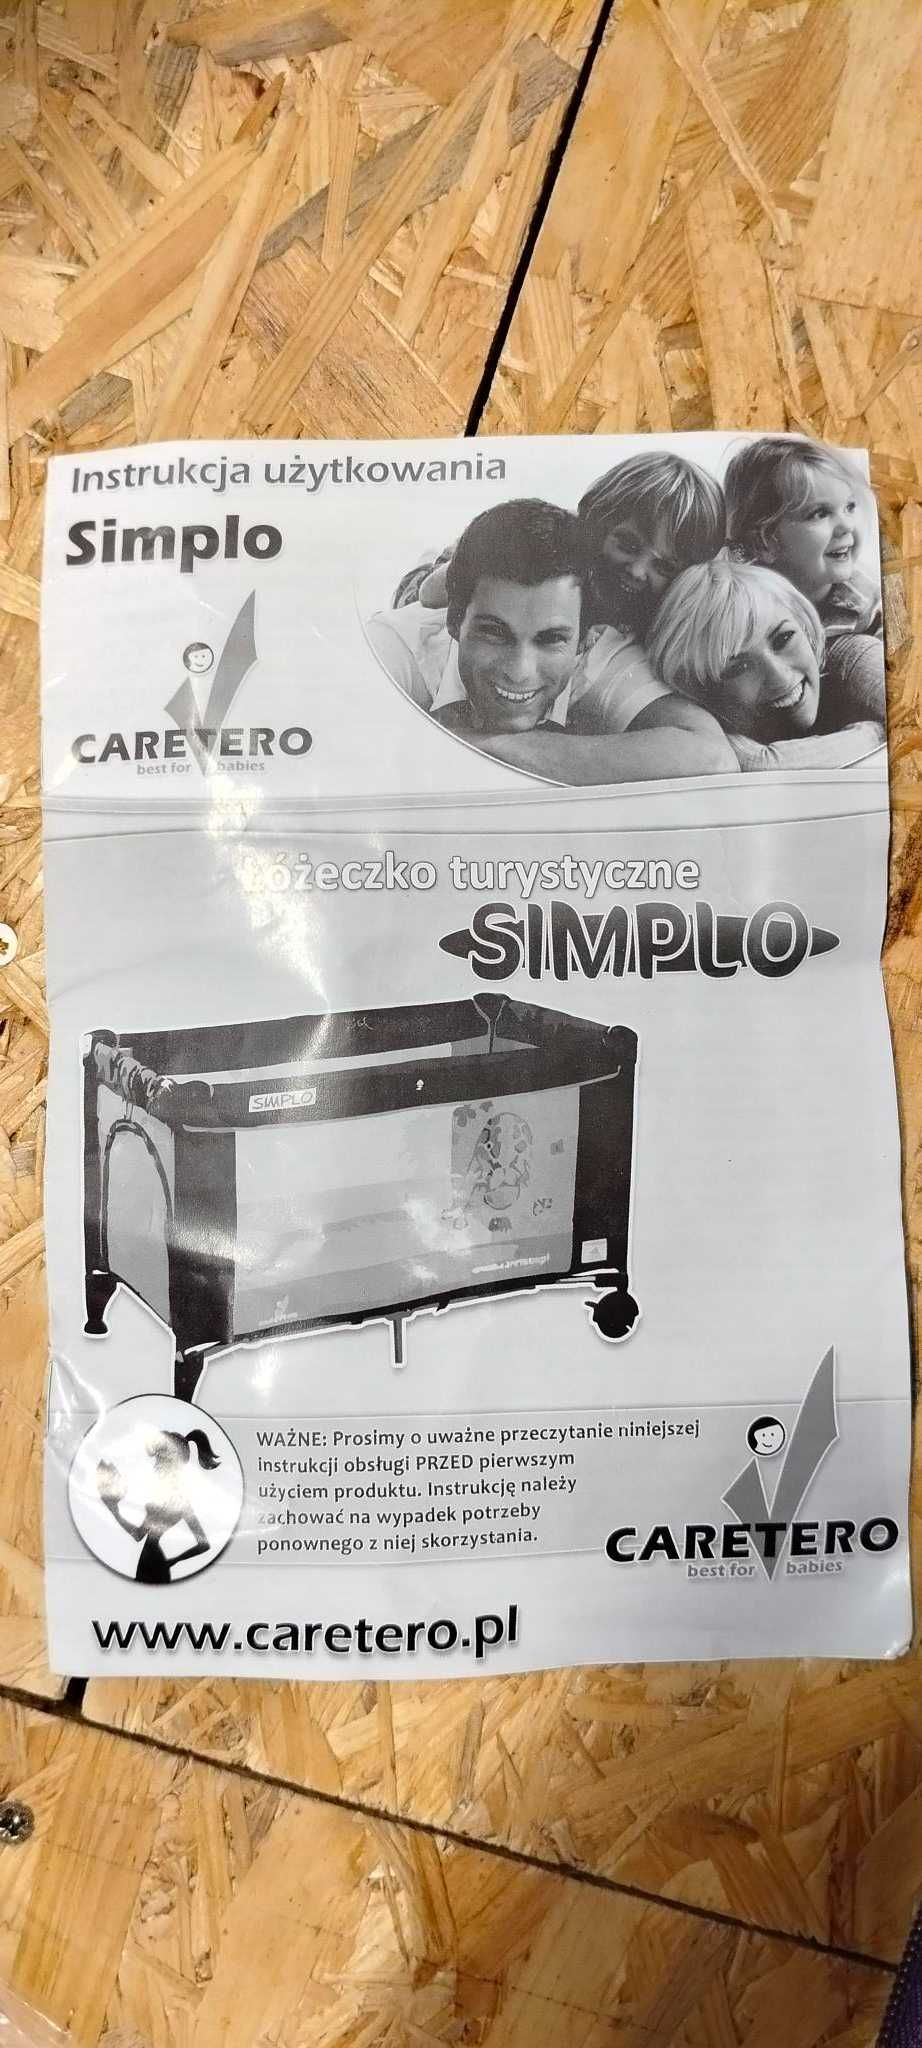 Instrukcja użytkowania
Simplo
CARETERO
best for babies
Łóżeczko turystyczne
SIMPLO
SIMPLO
WAŻNE: Prosimy o uważne przeczytanie niniejszej
instrukcji obsługi PRZED pierwszym
użyciem produktu. Instrukcję należy
zachować na wypadek potrzeby
ponownego z niej skorzystania.
CARETERO
best for babies
www.caretero.pl